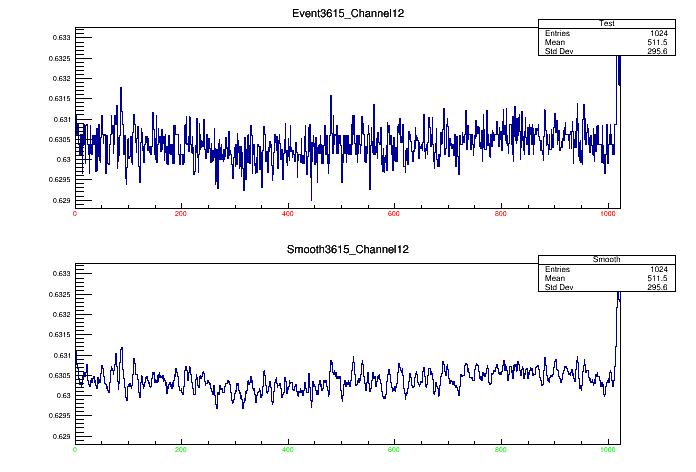 Event3615_Channel12
Test
Entries 1024
Mean 511.5
Std Dev 295.6
0.633
0.6325
0.632
0.6315
0.631
0.6305
0.63
0.6295
0.629
0 200 400 600 800 1000
Smooth3615_Channel12
Smooth
Entries 1024
Mean 511.5
Std Dev 295.6
0.633
0.6325
0.632
0.6315
0.631
0.6305
0.63
0.6295
0.629
0 200 400 600 800 1000